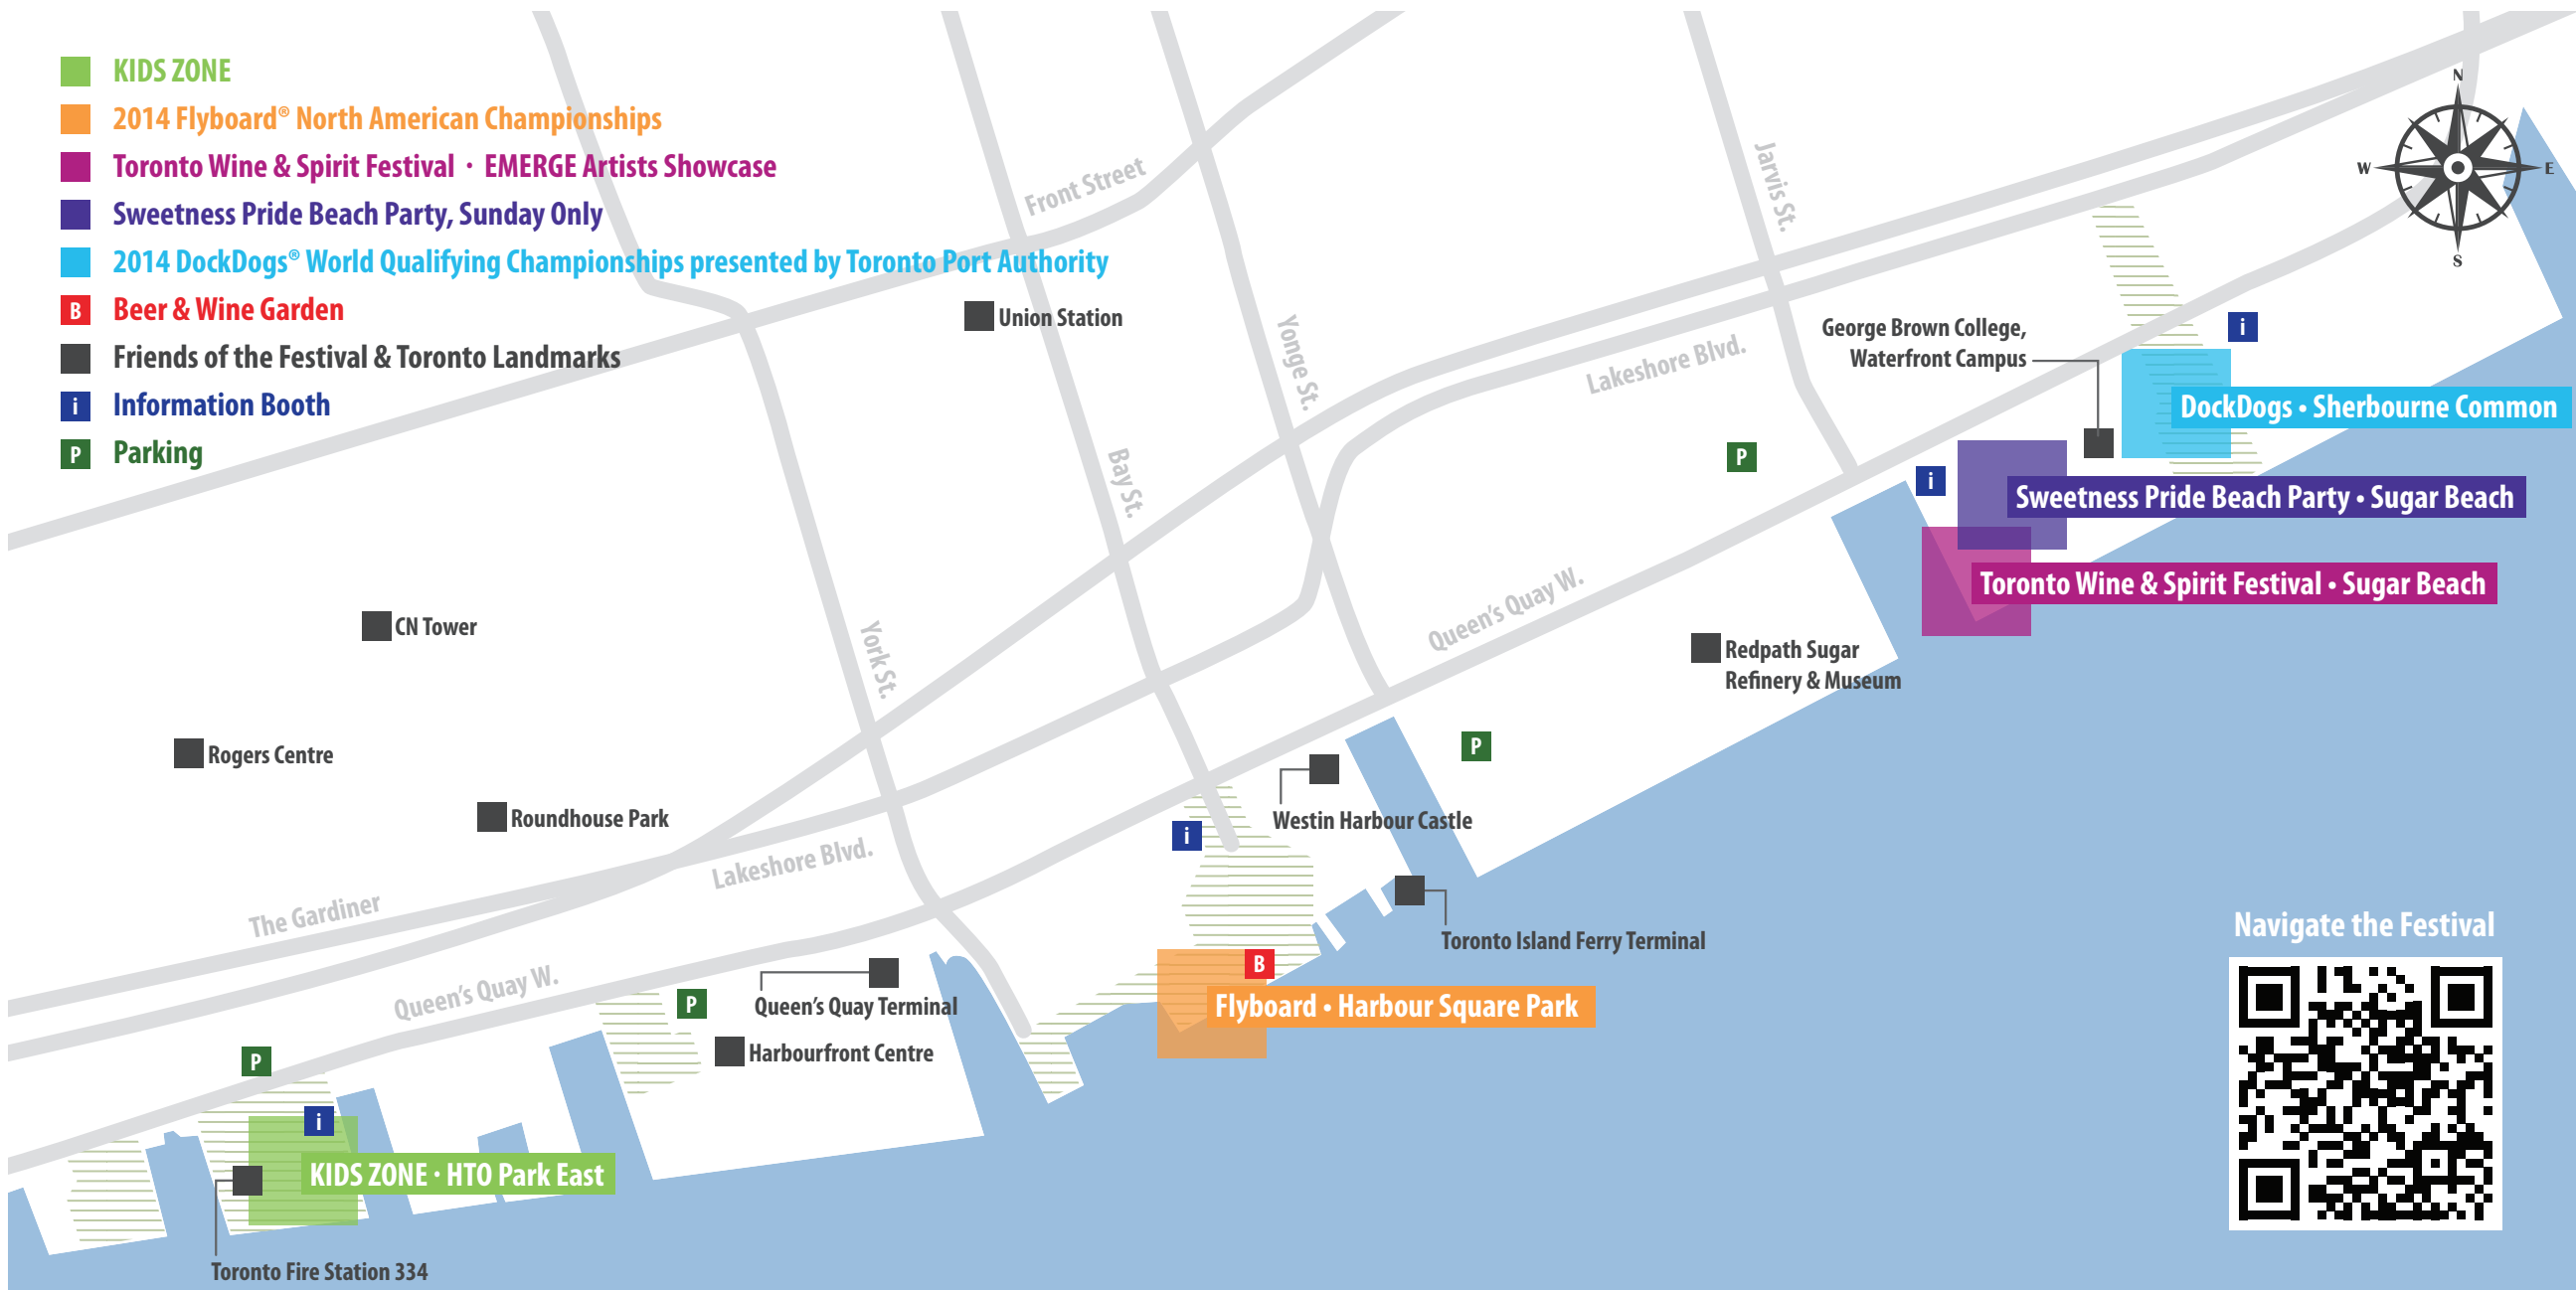 KIDS ZONE
2014 Flyboard® North American Championships
Toronto Wine & Spirit Festival · EMERGE Artists Showcase
Sweetness Pride Beach Party, Sunday Only
2014 DockDogs® World Qualifying Championships presented by Toronto Port Authority
B Beer & Wine Garden
Friends of the Festival & Toronto Landmarks
i Information Booth
P Parking
N
W
E
S
Front Street
Jarvis St.
Union Station
Yonge St.
Lakeshore Blvd.
George Brown College,
Waterfront Campus
i
DockDogs • Sherbourne Common
Bay St.
P
i
Sweetness Pride Beach Party • Sugar Beach
Toronto Wine & Spirit Festival • Sugar Beach
CN Tower
York St.
Queen's Quay W.
Redpath Sugar
Refinery & Museum
Rogers Centre
P
Roundhouse Park
Westin Harbour Castle
i
Lakeshore Blvd.
The Gardiner
Toronto Island Ferry Terminal
Navigate the Festival
B
Queen's Quay W.
P
Queen's Quay Terminal
Flyboard • Harbour Square Park
Harbourfront Centre
P
i
KIDS ZONE • HTO Park East
Toronto Fire Station 334